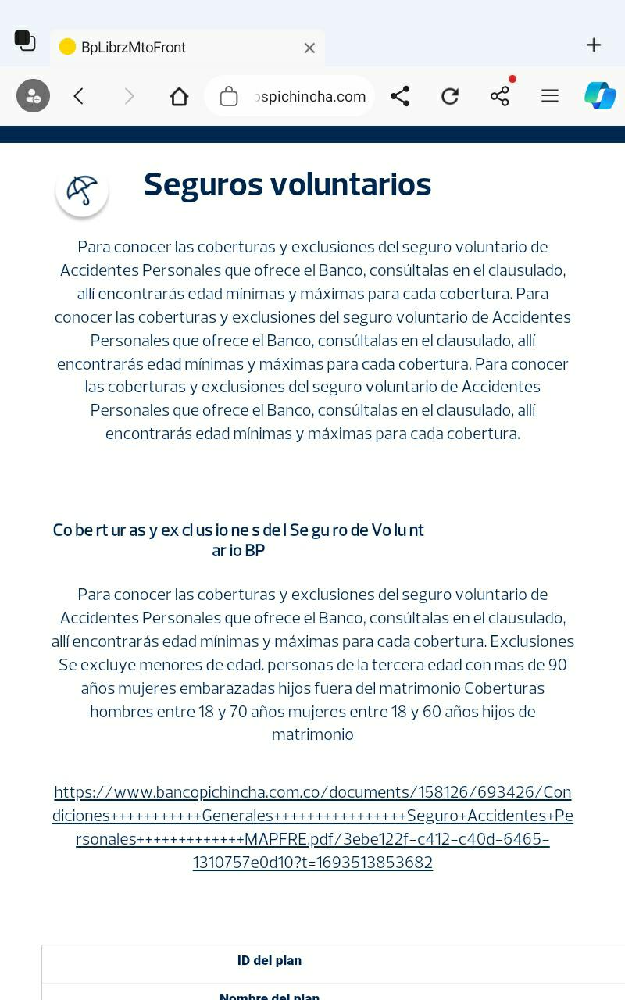 BpLibrzMtoFront
spichincha.com
Seguros voluntarios
Para conocer las coberturas y exclusiones del seguro voluntario de
Accidentes Personales que ofrece el Banco, consúltalas en el clausulado,
allí encontrarás edad mínimas y máximas para cada cobertura. Para
conocer las coberturas y exclusiones del seguro voluntario de Accidentes
Personales que ofrece el Banco, consúltalas en el clausulado, allí
encontrarás edad mínimas y máximas para cada cobertura. Para conocer
las coberturas y exclusiones del seguro voluntario de Accidentes
Personales que ofrece el Banco, consúltalas en el clausulado, allí
encontrarás edad mínimas y máximas para cada cobertura.
Co be rt ur as y ex cl us io ne s de l Se gu ro de Vo lu nt
ar io BP
Para conocer las coberturas y exclusiones del seguro voluntario de
Accidentes Personales que ofrece el Banco, consúltalas en el clausulado,
allí encontrarás edad mínimas y máximas para cada cobertura. Exclusiones
Se excluye menores de edad. personas de la tercera edad con mas de 90
años mujeres embarazadas hijos fuera del matrimonio Coberturas
hombres entre 18 y 70 años mujeres entre 18 y 60 años hijos de
matrimonio
https://www.bancopichincha.com.co/documents/158126/693426/Con
diciones+++++++++++Generales++++++++++++++++Seguro+Accidentes+Pe
rsonales+++++++++++++MAPFRE.pdf/3ebe122f-c412-c40d-6465-
1310757e0d10?t=1693513853682
ID del plan
Nombre del plan